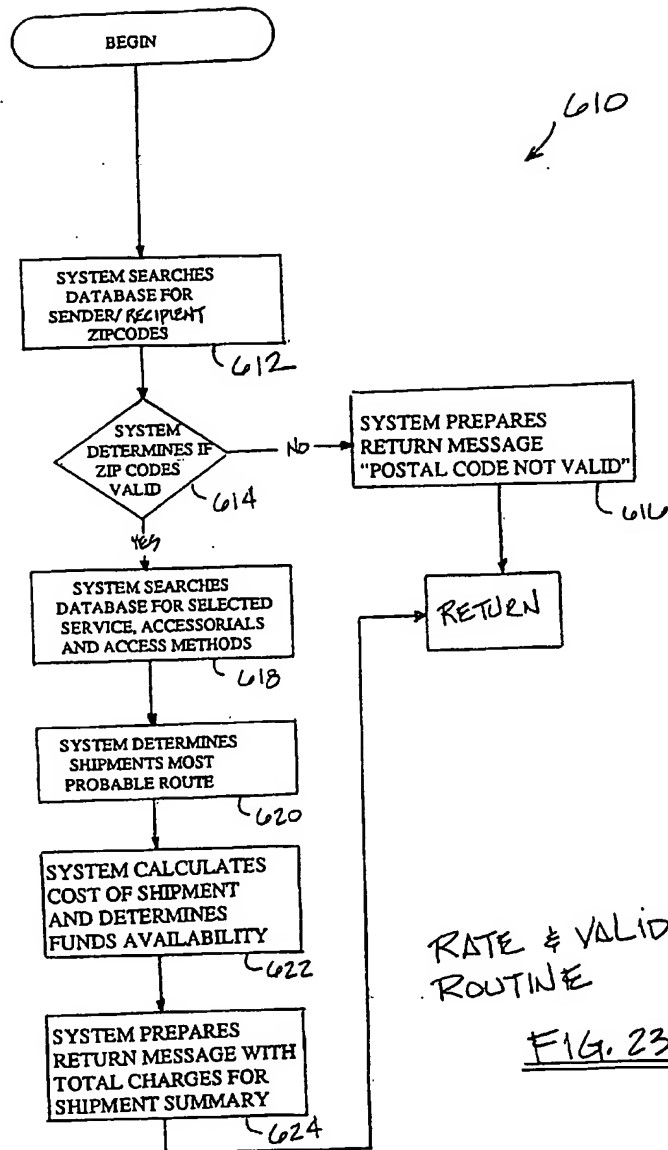 BEGIN
610
SYSTEM SEARCHES
DATABASE FOR
SENDER/RECIPIENT
ZIPCODES
612
SYSTEM
DETERMINES IF
ZIP CODES
VALID
614
NO
SYSTEM PREPARES
RETURN MESSAGE
"POSTAL CODE NOT VALID"
616
YES
RETURN
SYSTEM SEARCHES
DATABASE FOR SELECTED
SERVICE, ACCESSORIALS
AND ACCESS METHODS
618
SYSTEM DETERMINES
SHIPMENTS MOST
PROBABLE ROUTE
620
SYSTEM CALCULATES
COST OF SHIPMENT
AND DETERMINES
FUNDS AVAILABILITY
622
SYSTEM PREPARES
RETURN MESSAGE WITH
TOTAL CHARGES FOR
SHIPMENT SUMMARY
624
RATE & VALID
ROUTINE
FIG. 23